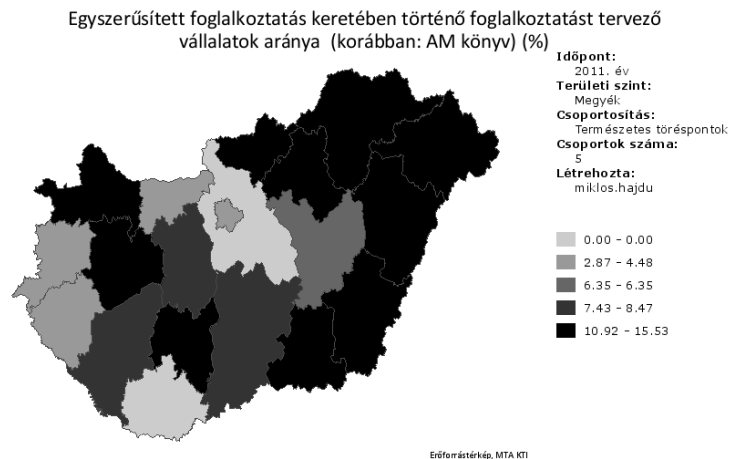 Egyszerűsített foglalkoztatás keretében történő foglalkoztatást tervező
vállalatok aránya  (korábban: AM könyv) (%)
Időpont:
2011. év
Területi szint:
Megyék
Csoportosítás:
Természetes töréspontok
Csoportok száma:
5
Létrehozta:
miklos.hajdu
0.00 – 0.00
2.87 – 4.48
6.35 – 6.35
7.43 – 8.47
10.92 – 15.53
Erőforrástérkép, MTA KTI